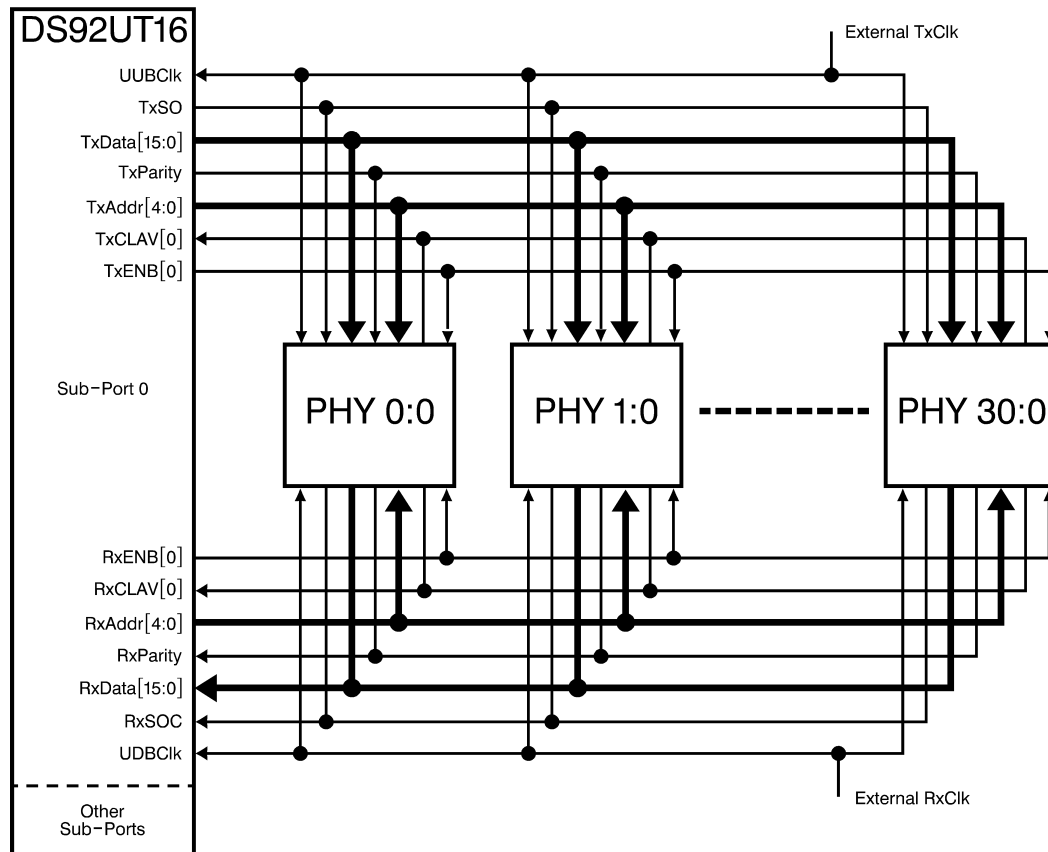 DS92UT16
External TxClk
UUBClk
TxSO
TxData[15:0]
TxParity
TxAddr[4:0]
TxCLAV[0]
TxENB[0]
Sub-Port 0
PHY 0:0
PHY 1:0
PHY 30:0
RxENB[0]
RxCLAV[0]
RxAddr[4:0]
RxParity
RxData[15:0]
RxSOC
UDBClk
External RxClk
Other
Sub-Ports